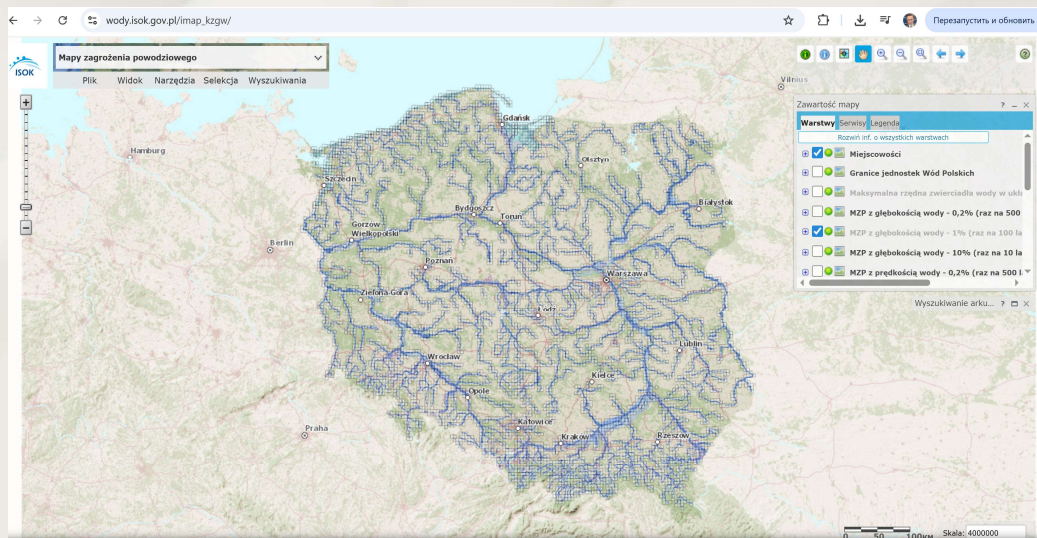 wody.isok.gov.pl/imap_kzgw/
Перезапустить и обновить
ISOK
Mapy zagrożenia powodziowego
Plik Widok Narzędzia Selekcja Wyszukiwania
Vilnius
Zawartość mapy
Warstwy Serwisy Legenda
Rozwiń inf. o wszystkich warstwach
Miejscowości
Granice jednostek Wód Polskich
Maksymalna rzędna zwierciadła wody w ukła
MZP z głębokością wody - 0,2% (raz na 500
MZP z głębokością wody - 1% (raz na 100 la
MZP z głębokością wody - 10% (raz na 10 la
MZP z prędkością wody - 0,2% (raz na 500 l
Wyszukiwanie arku...
Gdańsk
Hamburg
Olsztyn
Szczecin
Białystok
Bydgoszcz
Toruń
Gorzow
Wielkopolski
Berlin
Poznań
Warszawa
Zielona Góra
Łódź
Lublin
Wrocław
Kielce
Opole
Praha
Katowice
Kraków
Rzeszow
0 50 100км
Skala: 4000000